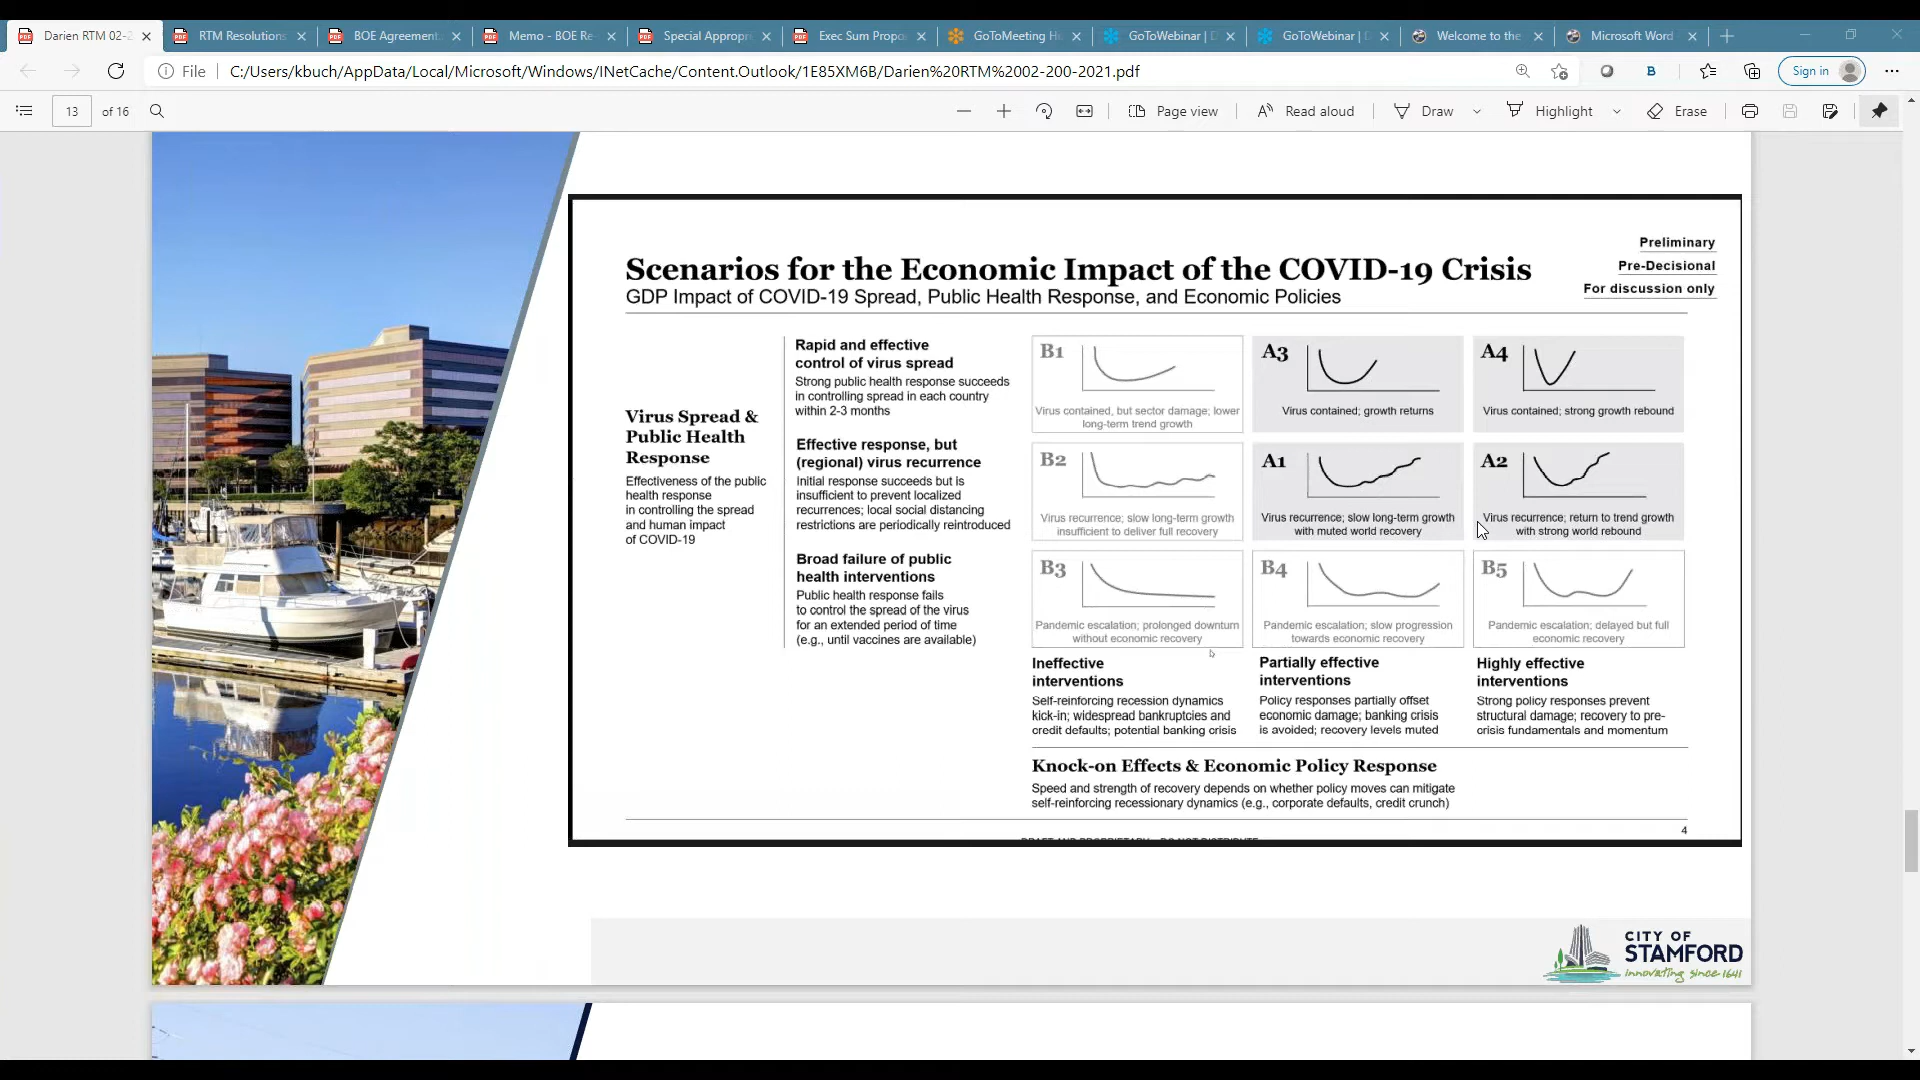 Darien RTM 02-2
RTM Resolutions
BOE Agreement
Memo - BOE Re
Special Appropr
Exec Sum Propo
GoToMeeting H
GoToWebinar | D
GoToWebinar | D
Welcome to the
Microsoft Word
File
C:/Users/kbuch/AppData/Local/Microsoft/Windows/INetCache/Content.Outlook/1E85XM6B/Darien%20RTM%2002-200-2021.pdf
Sign in
13 of 16
Page view
Read aloud
Draw
Highlight
Erase
Preliminary
Pre-Decisional
For discussion only
Scenarios for the Economic Impact of the COVID-19 Crisis
GDP Impact of COVID-19 Spread, Public Health Response, and Economic Policies
Virus Spread &
Public Health
Response
Effectiveness of the public
health response
in controlling the spread
and human impact
of COVID-19
Rapid and effective
control of virus spread
Strong public health response succeeds
in controlling spread in each country
within 2-3 months
Effective response, but
(regional) virus recurrence
Initial response succeeds but is
insufficient to prevent localized
recurrences; local social distancing
restrictions are periodically reintroduced
Broad failure of public
health interventions
Public health response fails
to control the spread of the virus
for an extended period of time
(e.g., until vaccines are available)
B1
Virus contained, but sector damage; lower
long-term trend growth
A3
Virus contained; growth returns
A4
Virus contained; strong growth rebound
B2
Virus recurrence; slow long-term growth
insufficient to deliver full recovery
A1
Virus recurrence; slow long-term growth
with muted world recovery
A2
Virus recurrence; return to trend growth
with strong world rebound
B3
Pandemic escalation; prolonged downturn
without economic recovery
B4
Pandemic escalation; slow progression
towards economic recovery
B5
Pandemic escalation; delayed but full
economic recovery
Ineffective
interventions
Self-reinforcing recession dynamics
kick-in; widespread bankruptcies and
credit defaults; potential banking crisis
Partially effective
interventions
Policy responses partially offset
economic damage; banking crisis
is avoided; recovery levels muted
Highly effective
interventions
Strong policy responses prevent
structural damage; recovery to pre-
crisis fundamentals and momentum
Knock-on Effects & Economic Policy Response
Speed and strength of recovery depends on whether policy moves can mitigate
self-reinforcing recessionary dynamics (e.g., corporate defaults, credit crunch)
4
CITY OF
STAMFORD
innovating since 1641